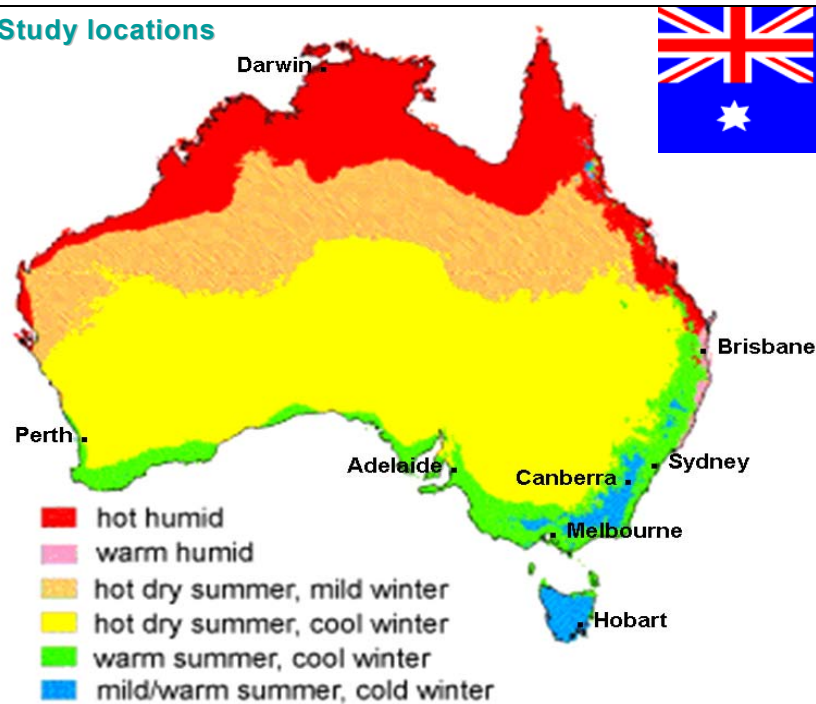 Study locations
Darwin
Brisbane
Perth
Adelaide
Sydney
Canberra
Melbourne
Hobart
hot humid
warm humid
hot dry summer, mild winter
hot dry summer, cool winter
warm summer, cool winter
mild/warm summer, cold winter